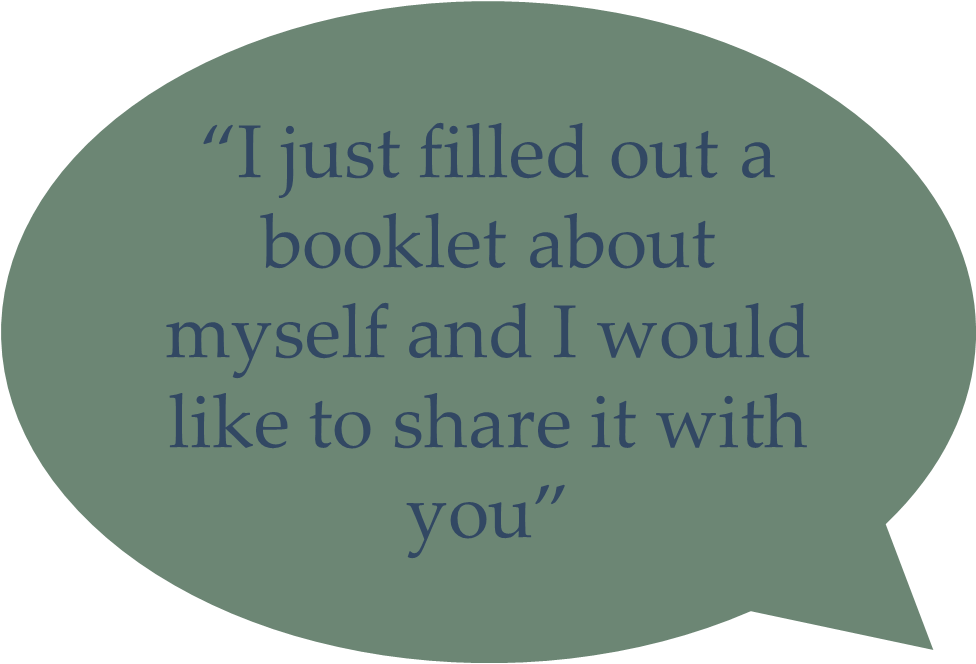 “I just filled out a
booklet about
myself and I would
like to share it with
you”